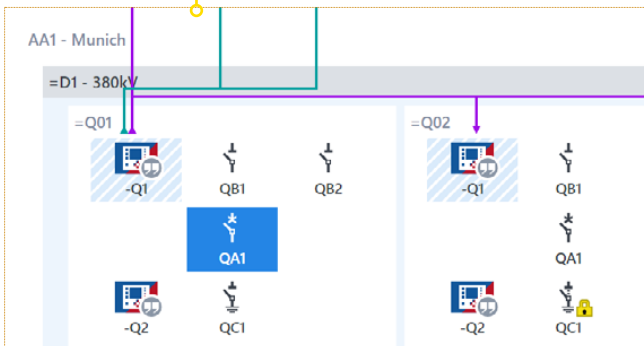 AA1 - Munich
=D1 - 380kV
=Q01
=Q02
-Q1 QB1 QB2 -Q1 QB1
QA1 QA1
-Q2 QC1 -Q2 QC1